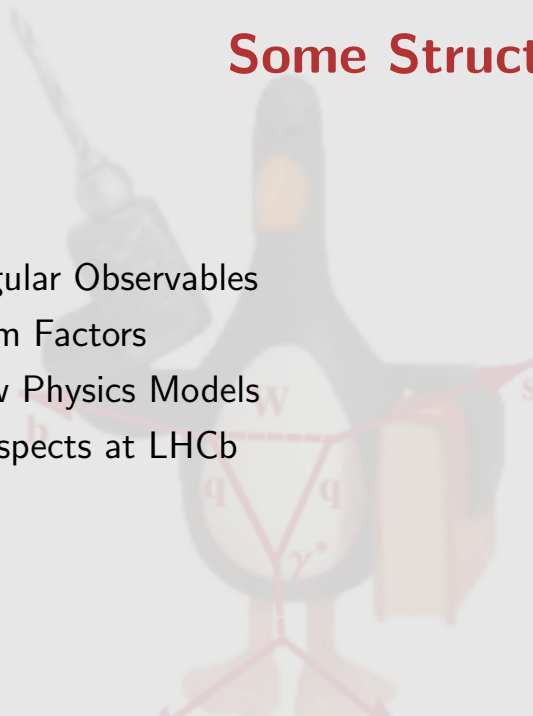 Some Struct
gular Observables
m Factors
w Physics Models
spects at LHCb
W
b
s
q q
γ*